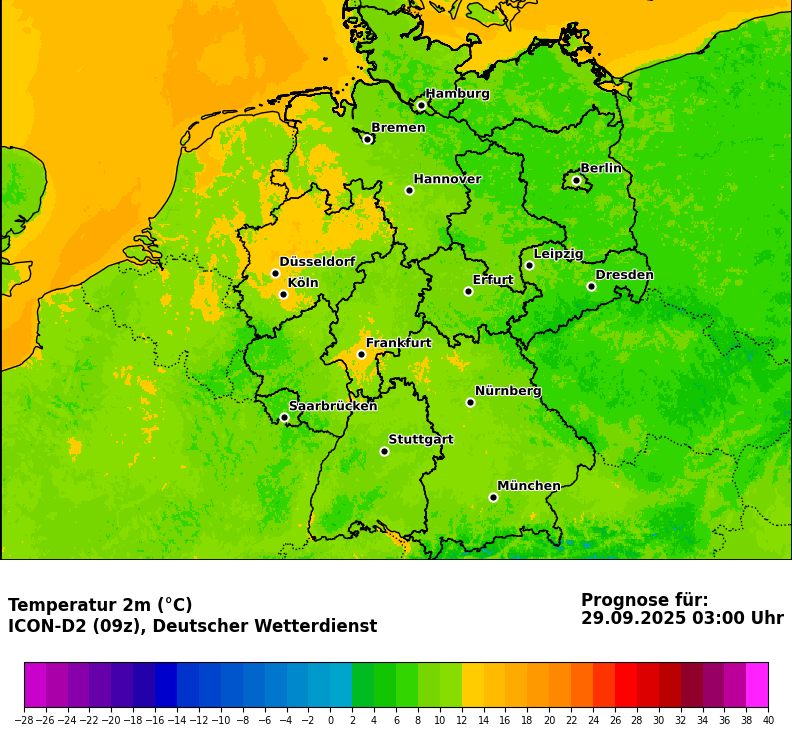 Hamburg
Bremen
Berlin
Hannover
Leipzig
Düsseldorf
Dresden
Erfurt
Köln
Frankfurt
Nürnberg
Saarbrücken
Stuttgart
München
Temperatur 2m (°C)
ICON-D2 (09z), Deutscher Wetterdienst
Prognose für:
29.09.2025 03:00 Uhr
−28 −26 −24 −22 −20 −18 −16 −14 −12 −10 −8 −6 −4 −2 0 2 4 6 8 10 12 14 16 18 20 22 24 26 28 30 32 34 36 38 40